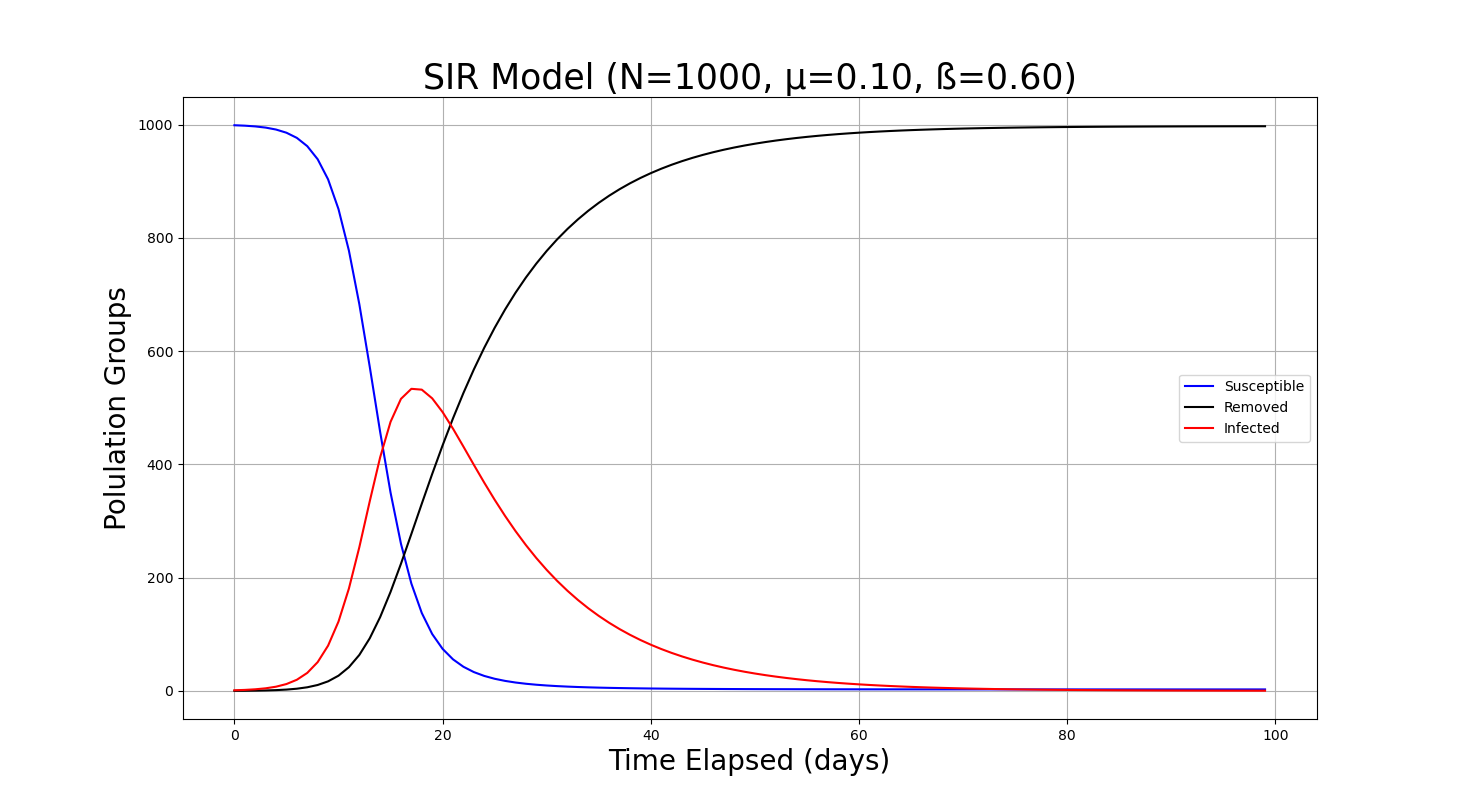 SIR Model (N=1000, µ=0.10, ß=0.60)
1000
800
600
400
200
0
Polulation Groups
Susceptible
Removed
Infected
0 20 40 60 80 100
Time Elapsed (days)